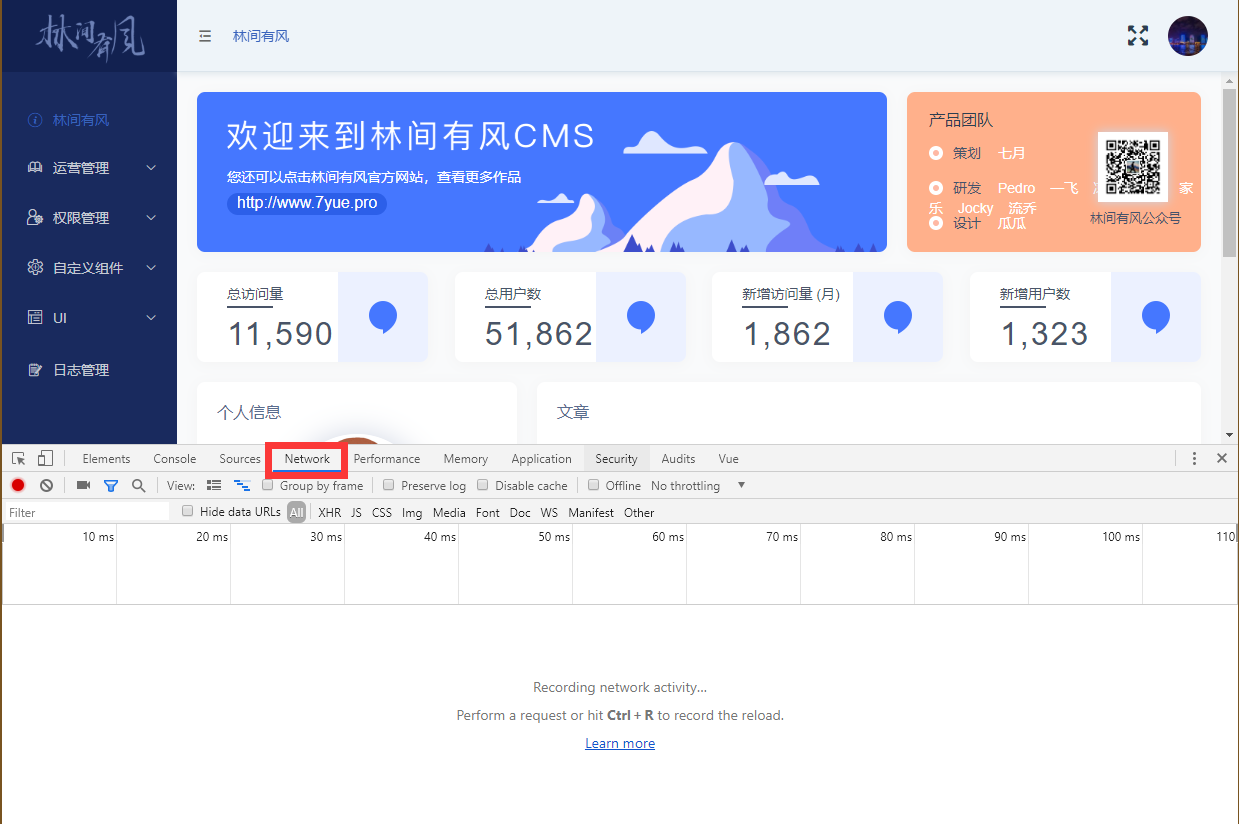 林间有风
林间有风
林间有风
运营管理
权限管理
自定义组件
UI
日志管理
欢迎来到林间有风CMS
您还可以点击林间有风官方网站，查看更多作品
http://www.7yue.pro
产品团队
策划 七月
研发 Pedro 一飞 家
乐 Jocky 流乔
设计 瓜瓜
林间有风公众号
总访问量
11,590
总用户数
51,862
新增访问量 (月)
1,862
新增用户数
1,323
个人信息
文章
Elements Console Sources Network Performance Memory Application Security Audits Vue
View: Group by frame Preserve log Disable cache Offline No throttling
Filter Hide data URLs All XHR JS CSS Img Media Font Doc WS Manifest Other
10 ms 20 ms 30 ms 40 ms 50 ms 60 ms 70 ms 80 ms 90 ms 100 ms 110
Recording network activity...
Perform a request or hit Ctrl + R to record the reload.
Learn more